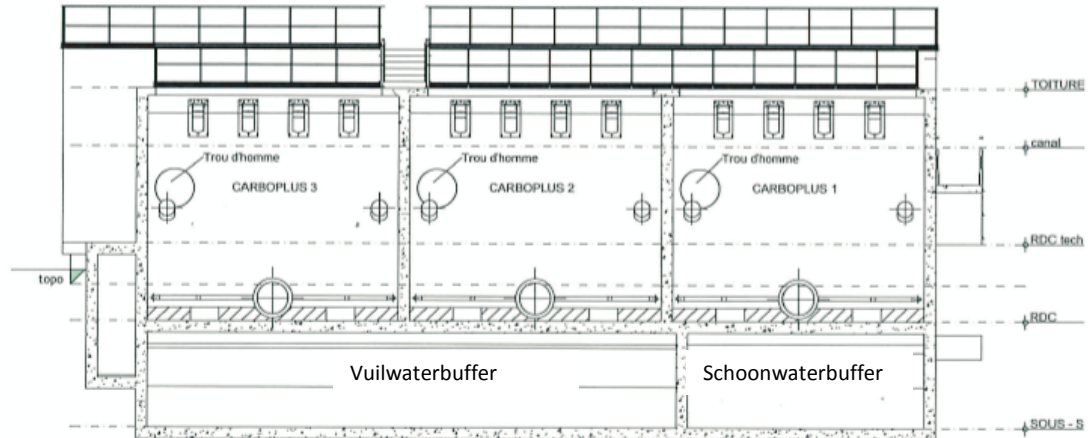 TOITURE
canal
Trou d'homme
Trou d'homme
Trou d'homme
CARBOPLUS 3
CARBOPLUS 2
CARBOPLUS 1
RDC tech
topo
RDC
Vuilwaterbuffer
Schoonwaterbuffer
SOUS - S